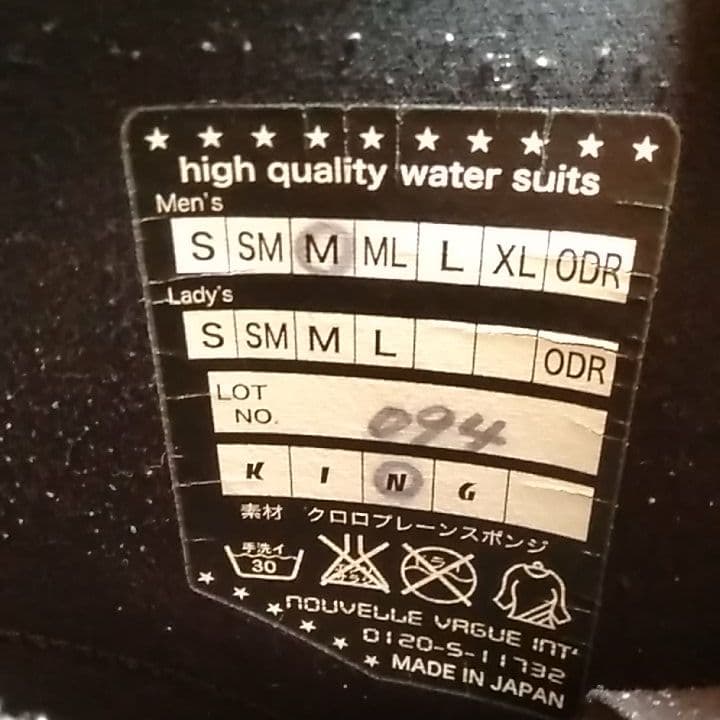 high quality water suits
Men's
S SM M ML L XL ODR
Lady's
S SM M L ODR
LOT NO. 094
K I N G
素材 クロロプレーンスポンジ
手洗イ
30
NOUVELLE VAGUE INT'
0120-S-11732
MADE IN JAPAN